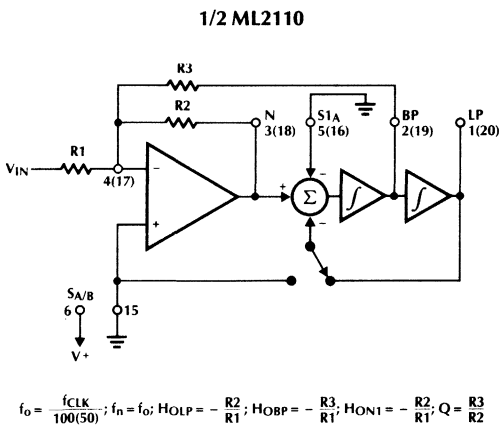 1/2 ML2110
R3
R2
N
3(18)
S1A
5(16)
BP
2(19)
LP
1(20)
R1
VIN
4(17)
−
+
+
Σ
−
−
∫
∫
SA/B
6
15
V+
fo = fCLK / 100(50) ; fn = fo; HOLP = − R2/R1 ; HOBP = − R3/R1 ; HON1 = − R2/R1 ; Q = R3/R2